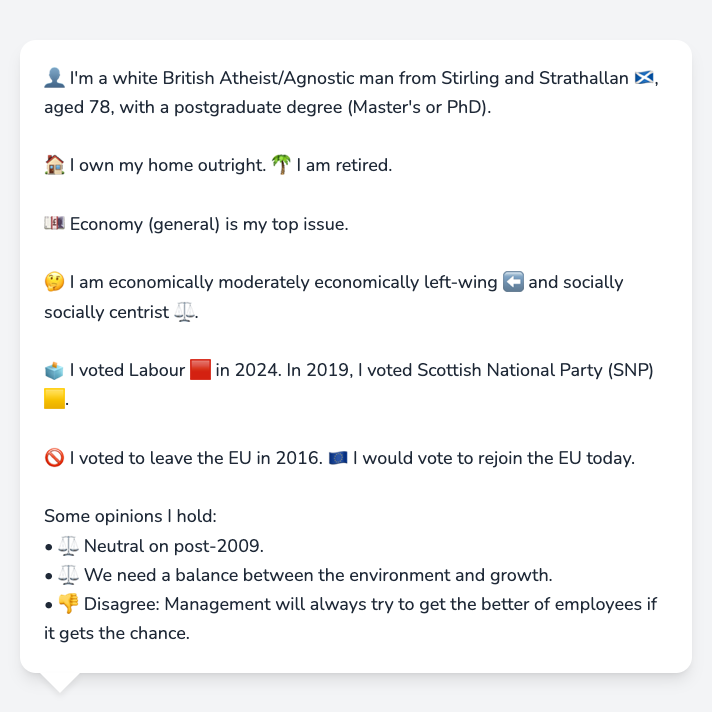 👤 I'm a white British Atheist/Agnostic man from Stirling and Strathallan 🏴󠁧󠁢󠁳󠁣󠁴󠁿,
aged 78, with a postgraduate degree (Master's or PhD).
🏠 I own my home outright. 🌴 I am retired.
💷 Economy (general) is my top issue.
🤔 I am economically moderately economically left-wing ⬅️ and socially
socially centrist ⚖️.
🗳️ I voted Labour 🟥 in 2024. In 2019, I voted Scottish National Party (SNP)
🟨.
🚫 I voted to leave the EU in 2016. 🇪🇺 I would vote to rejoin the EU today.
Some opinions I hold:
• ⚖️ Neutral on post-2009.
• ⚖️ We need a balance between the environment and growth.
• 👎 Disagree: Management will always try to get the better of employees if
it gets the chance.